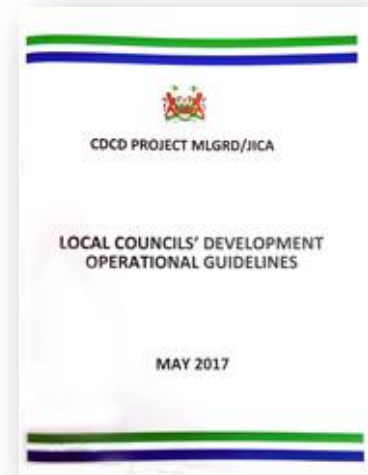 CDCD PROJECT MLGRD/JICA
LOCAL COUNCILS' DEVELOPMENT
OPERATIONAL GUIDELINES
MAY 2017